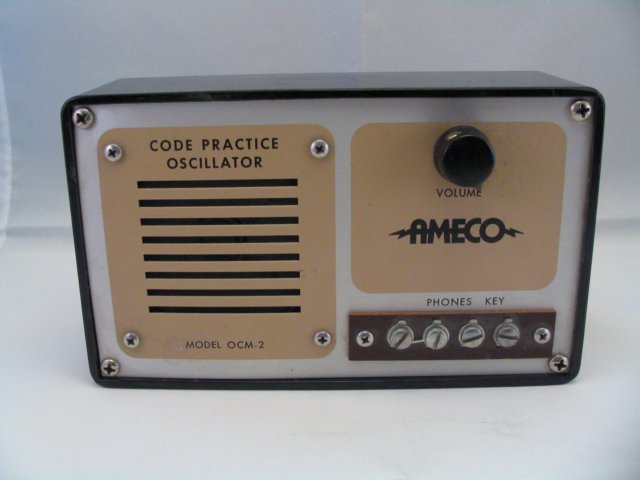 CODE PRACTICE
OSCILLATOR
MODEL OCM-2
VOLUME
AMECO
PHONES KEY